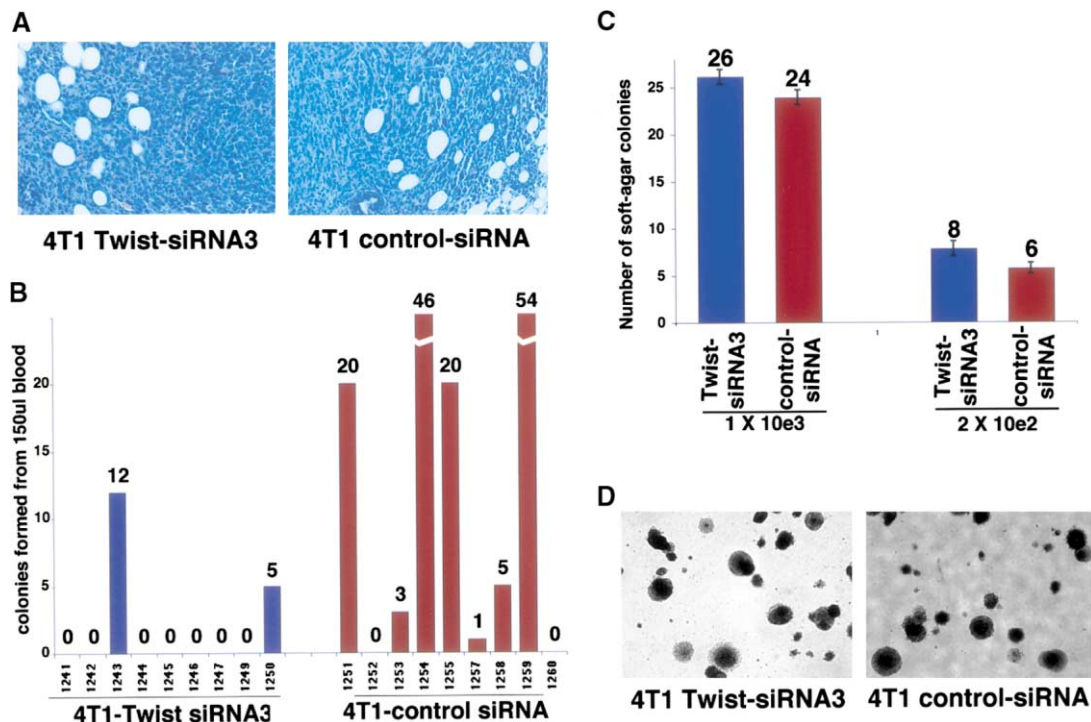 A
4T1 Twist-siRNA3
4T1 control-siRNA
B
colonies formed from 150ul blood
20
15
10
5
0
0
0
12
0
0
0
0
0
5
20
0
3
46
20
1
5
54
0
1241
1242
1243
1244
1245
1246
1247
1249
1250
1251
1252
1253
1254
1255
1257
1258
1259
1260
4T1-Twist siRNA3
4T1-control siRNA
C
Number of soft-agar colonies
25
20
15
10
5
0
26
24
8
6
Twist-
siRNA3
control-
siRNA
Twist-
siRNA3
control-
siRNA
1
1 X 10e3
2 X 10e2
D
4T1 Twist-siRNA3
4T1 control-siRNA